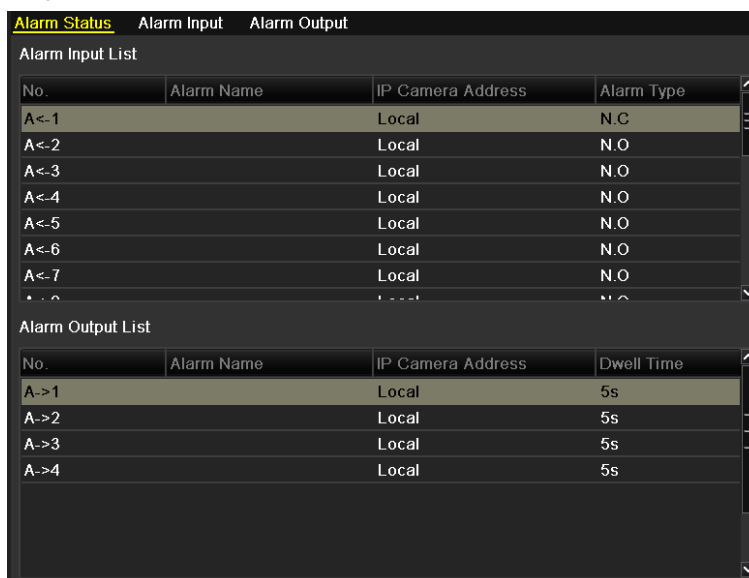 Alarm Status Alarm Input Alarm Output
Alarm Input List
No. Alarm Name IP Camera Address Alarm Type
A<-1 Local N.C
A<-2 Local N.O
A<-3 Local N.O
A<-4 Local N.O
A<-5 Local N.O
A<-6 Local N.O
A<-7 Local N.O
Alarm Output List
No. Alarm Name IP Camera Address Dwell Time
A->1 Local 5s
A->2 Local 5s
A->3 Local 5s
A->4 Local 5s